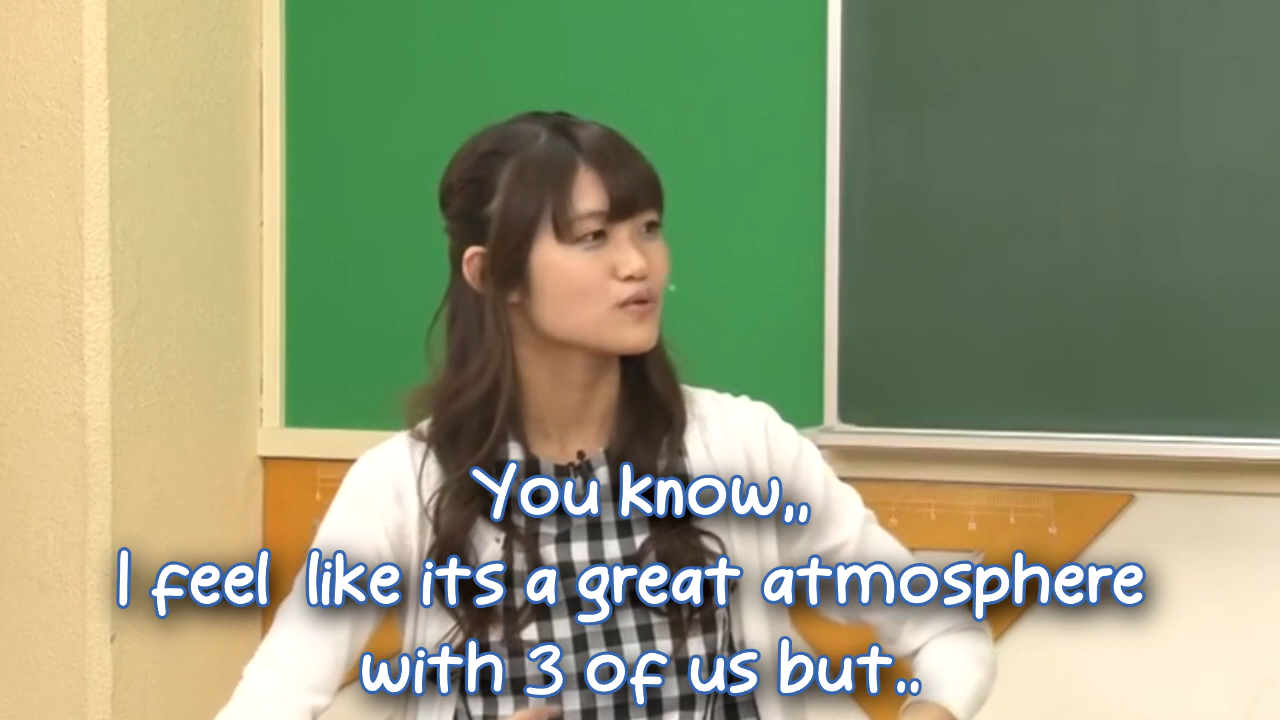 You know,,
I feel like its a great atmosphere
with 3 of us but..